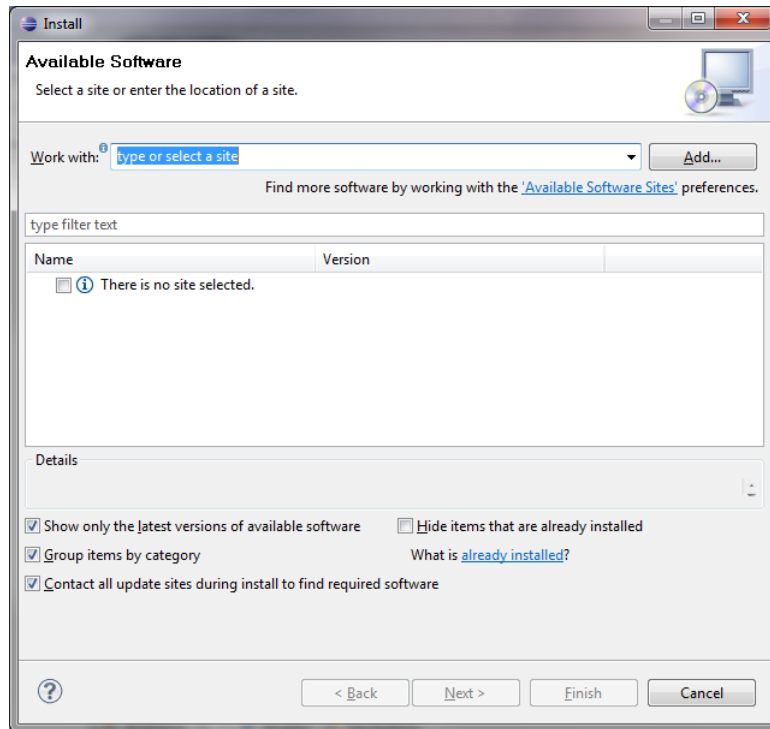 Install
Available Software
Select a site or enter the location of a site.
Work with: type or select a site Add...
Find more software by working with the 'Available Software Sites' preferences.
type filter text
Name Version
There is no site selected.
Details
Show only the latest versions of available software Hide items that are already installed
Group items by category What is already installed?
Contact all update sites during install to find required software
< Back Next > Finish Cancel